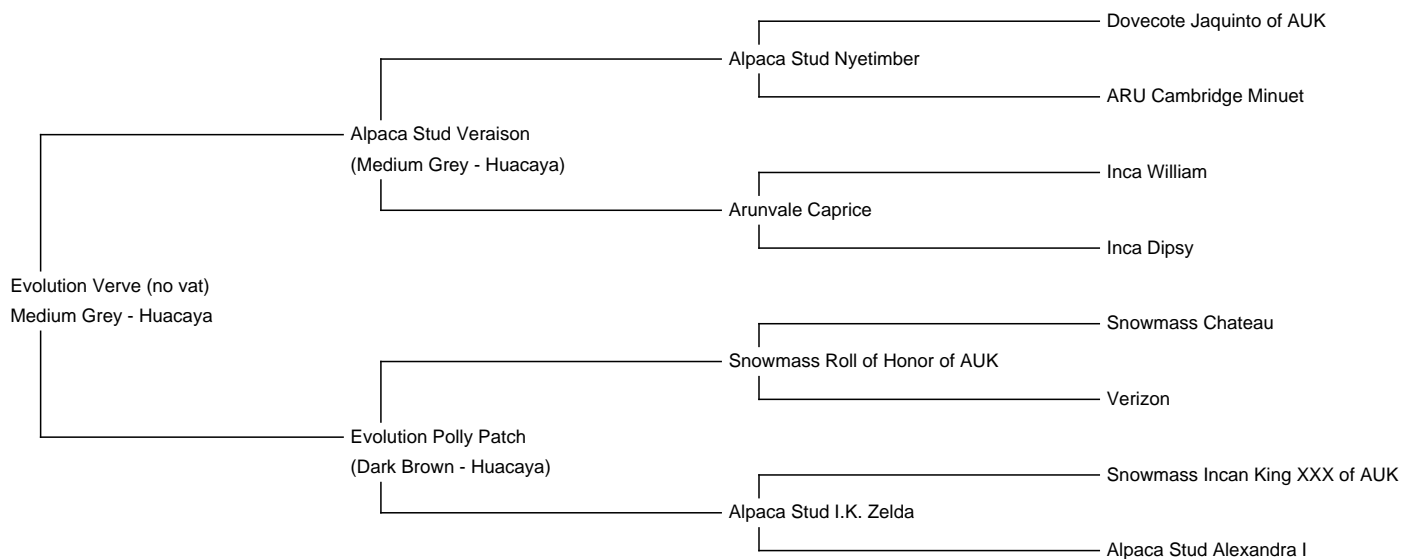 Dovecote Jaquinto of AUK
Alpaca Stud Nyetimber
ARU Cambridge Minuet
Alpaca Stud Veraison
(Medium Grey - Huacaya)
Inca William
Arunvale Caprice
Inca Dipsy
Evolution Verve (no vat)
Medium Grey - Huacaya
Snowmass Chateau
Snowmass Roll of Honor of AUK
Verizon
Evolution Polly Patch
(Dark Brown - Huacaya)
Snowmass Incan King XXX of AUK
Alpaca Stud I.K. Zelda
Alpaca Stud Alexandra I